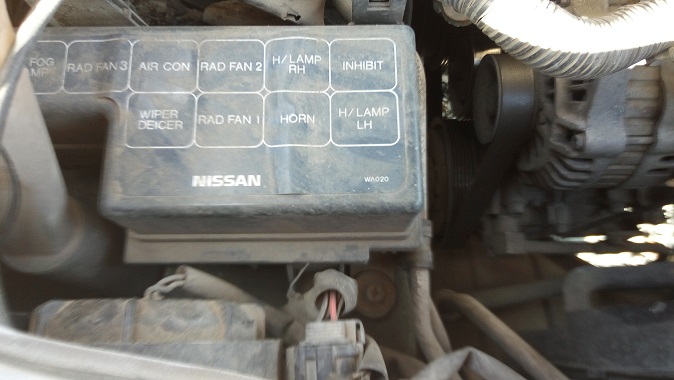 FOG RAD FAN 3 AIR CON RAD FAN 2 H/LAMP RH INHIBIT
WIPER DEICER RAD FAN 1 HORN H/LAMP LH
NISSAN WA020